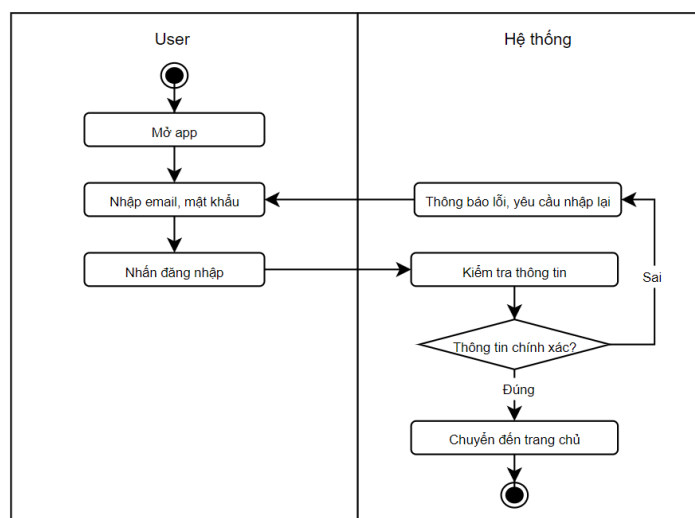 User
Hệ thống
Mở app
Nhập email, mật khẩu
Thông báo lỗi, yêu cầu nhập lại
Nhấn đăng nhập
Kiểm tra thông tin
Sai
Thông tin chính xác?
Đúng
Chuyển đến trang chủ